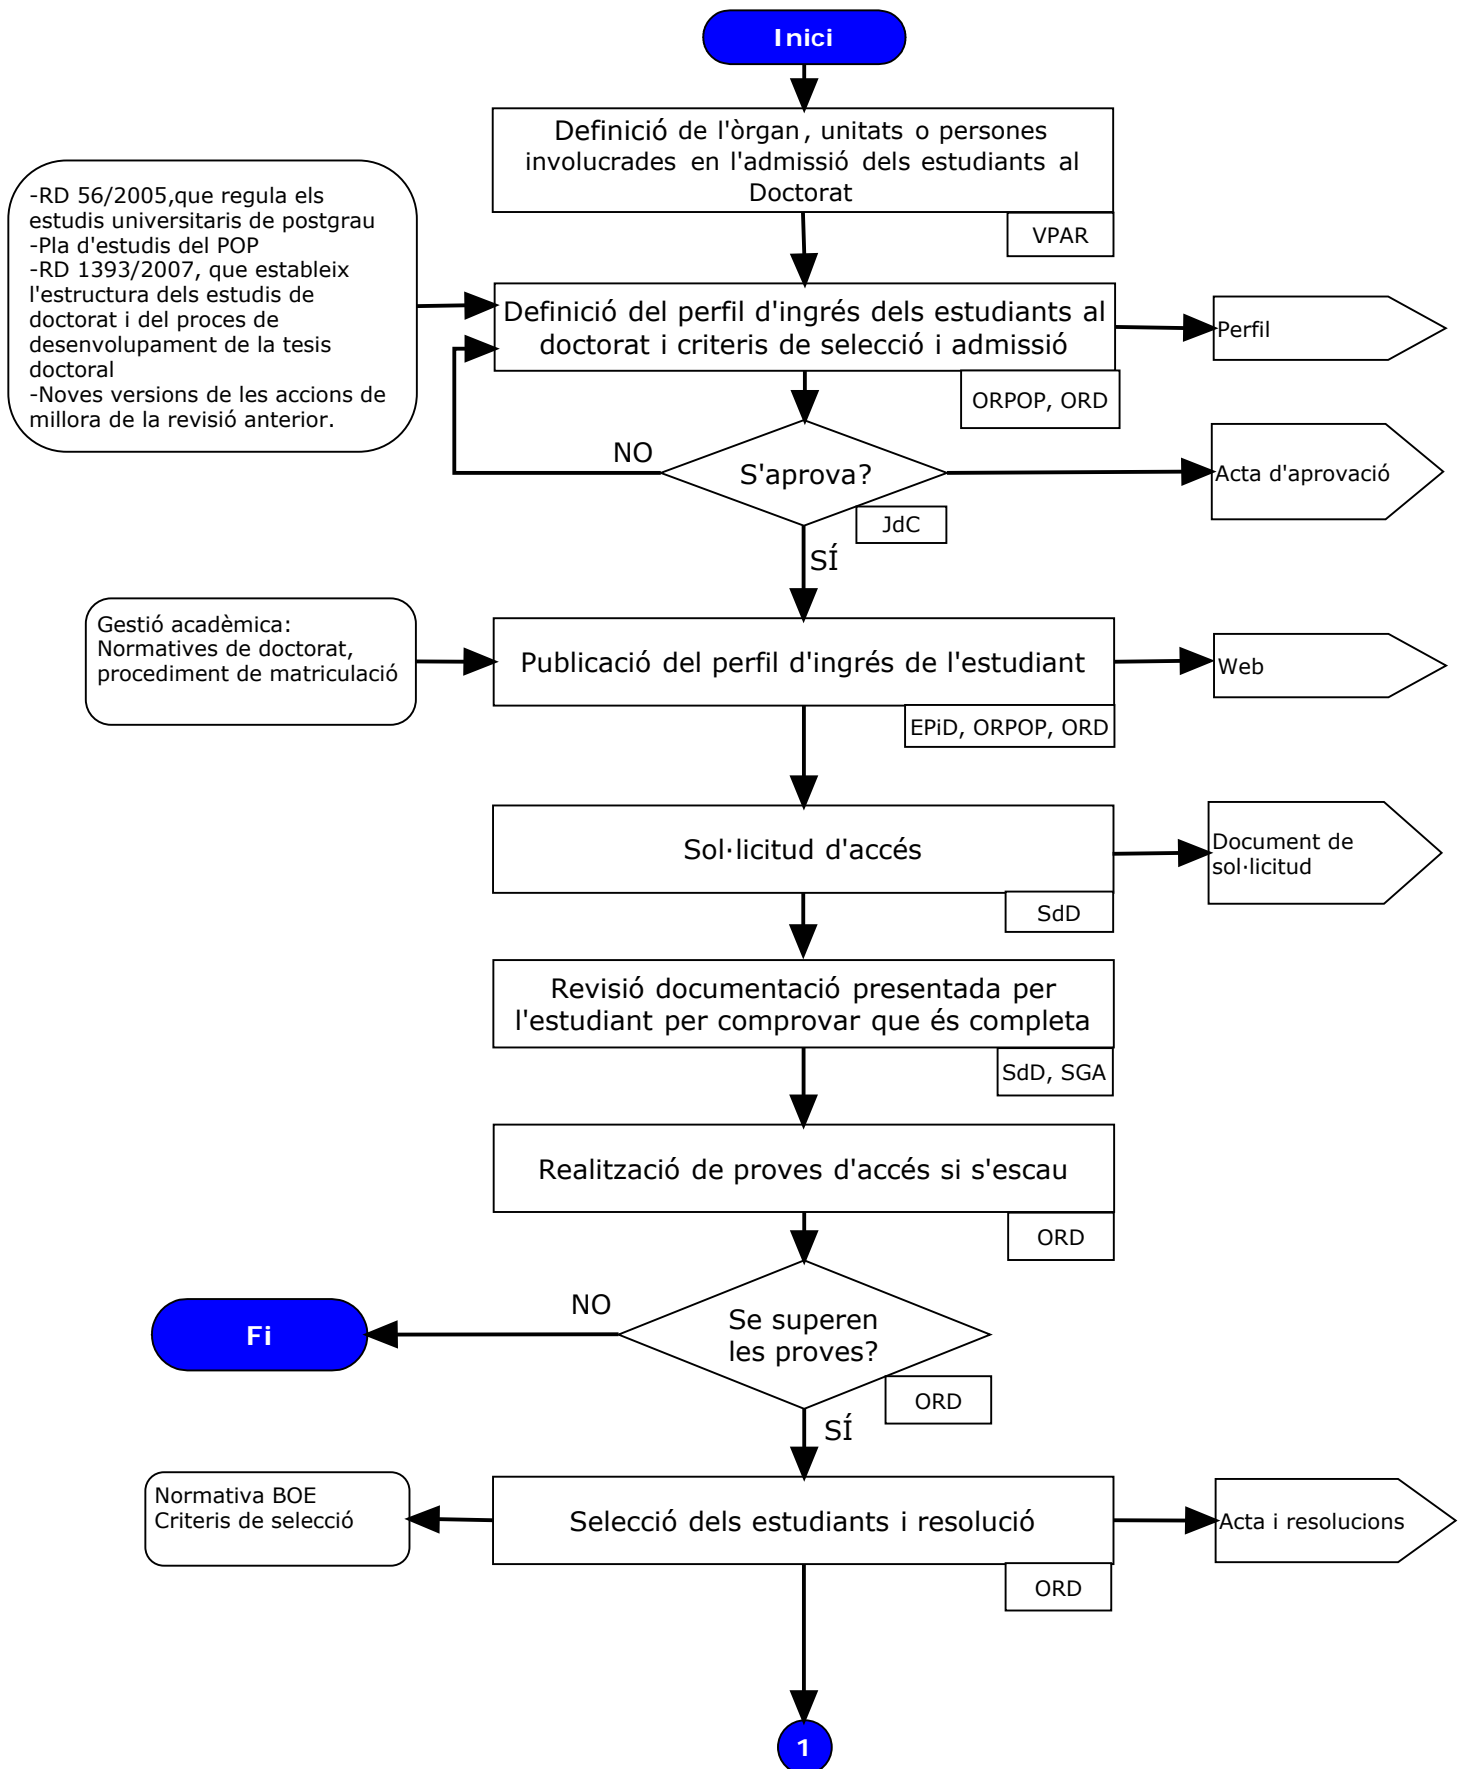 Inici
Definició de l'òrgan, unitats o persones
involucrades en l'admissió dels estudiants al
Doctorat
VPAR
-RD 56/2005,que regula els
estudis universitaris de postgrau
-Pla d'estudis del POP
-RD 1393/2007, que estableix
l'estructura dels estudis de
doctorat i del proces de
desenvolupament de la tesis
doctoral
-Noves versions de les accions de
millora de la revisió anterior.
Definició del perfil d'ingrés dels estudiants al
doctorat i criteris de selecció i admissió
ORPOP, ORD
Perfil
NO
S'aprova?
JdC
Acta d'aprovació
SÍ
Gestió acadèmica:
Normatives de doctorat,
procediment de matriculació
Publicació del perfil d'ingrés de l'estudiant
EPiD, ORPOP, ORD
Web
Sol·licitud d'accés
SdD
Document de
sol·licitud
Revisió documentació presentada per
l'estudiant per comprovar que és completa
SdD, SGA
Realització de proves d'accés si s'escau
ORD
Se superen
les proves?
ORD
NO
Fi
SÍ
Normativa BOE
Criteris de selecció
Selecció dels estudiants i resolució
ORD
Acta i resolucions
1